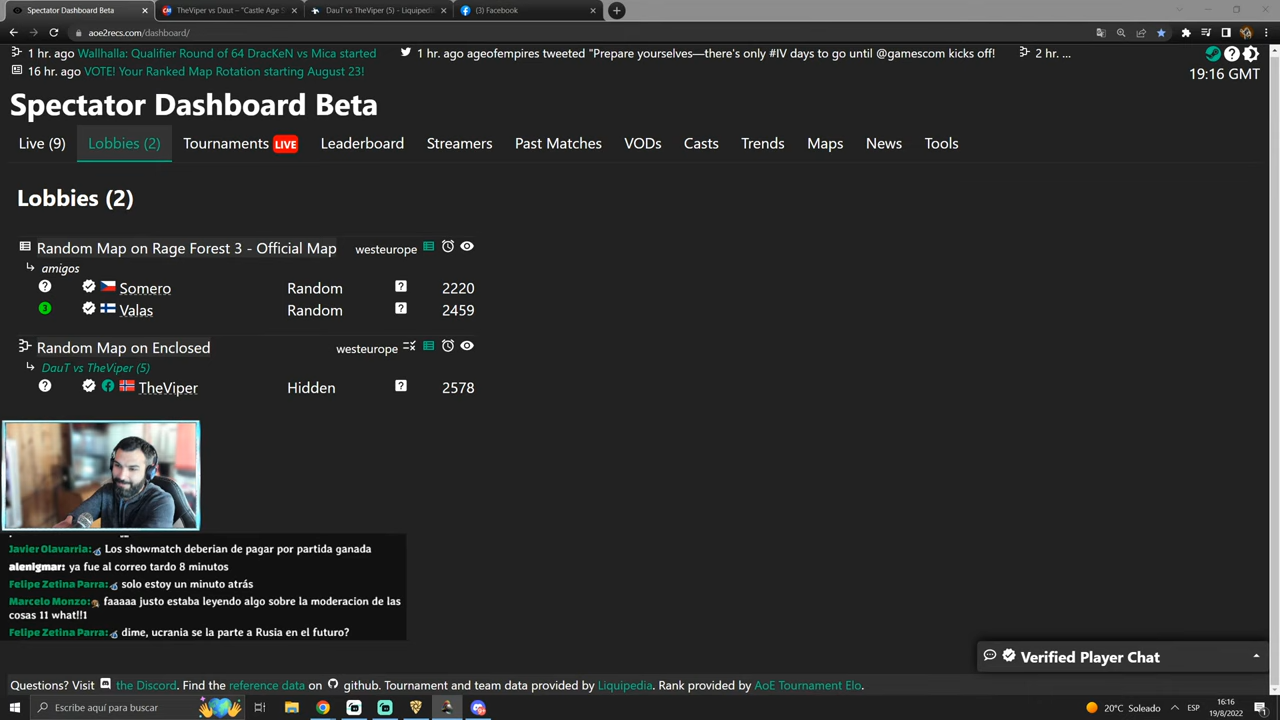 Spectator Dashboard Beta
TheViper vs Daut – "Castle Age S
DauT vs TheViper (5) - Liquipedi
(3) Facebook
aoe2recs.com/dashboard/
1 hr. ago Wallhalla: Qualifier Round of 64 DracKeN vs Mica started
1 hr. ago ageofempires tweeted "Prepare yourselves—there's only #IV days to go until @gamescom kicks off!
2 hr. ...
16 hr. ago VOTE! Your Ranked Map Rotation starting August 23!
19:16 GMT
Spectator Dashboard Beta
Live (9)
Lobbies (2)
Tournaments LIVE
Leaderboard
Streamers
Past Matches
VODs
Casts
Trends
Maps
News
Tools
Lobbies (2)
Random Map on Rage Forest 3 - Official Map westeurope
amigos
? Somero Random ? 2220
3 Valas Random ? 2459
Random Map on Enclosed westeurope
DauT vs TheViper (5)
? TheViper Hidden ? 2578
Javier Olavarria: Los showmatch deberian de pagar por partida ganada
alenigmar: ya fue al correo tardo 8 minutos
Felipe Zetina Parra: solo estoy un minuto atrás
Marcelo Monzo: faaaaa justo estaba leyendo algo sobre la moderacion de las
cosas 11 what!!1
Felipe Zetina Parra: dime, ucrania se la parte a Rusia en el futuro?
Verified Player Chat
Questions? Visit the Discord. Find the reference data on github. Tournament and team data provided by Liquipedia. Rank provided by AoE Tournament Elo.
Escribe aquí para buscar
20°C Soleado
ESP
16:16
19/8/2022
1